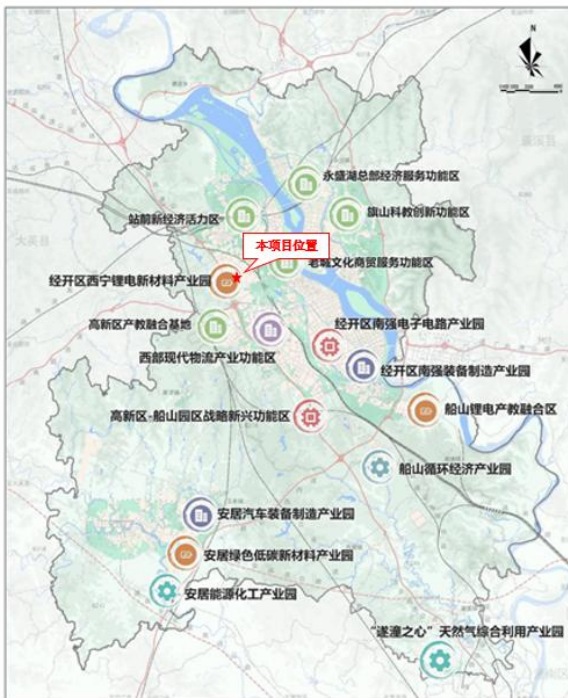 N
永盛湖总部经济服务功能区
站前新经济活力区
旗山科教创新功能区
本项目位置
老城文化商贸服务功能区
大英县
经开区西宁锂电新材料产业园
高新区产教融合基地
经开区南强电子电路产业园
西部现代物流产业功能区
经开区南强装备制造产业园
高新区-船山园区战略新兴功能区
船山锂电产教融合区
船山循环经济产业园
安居汽车装备制造产业园
安居绿色低碳新材料产业园
安居能源化工产业园
“遂潼之心”天然气综合利用产业园